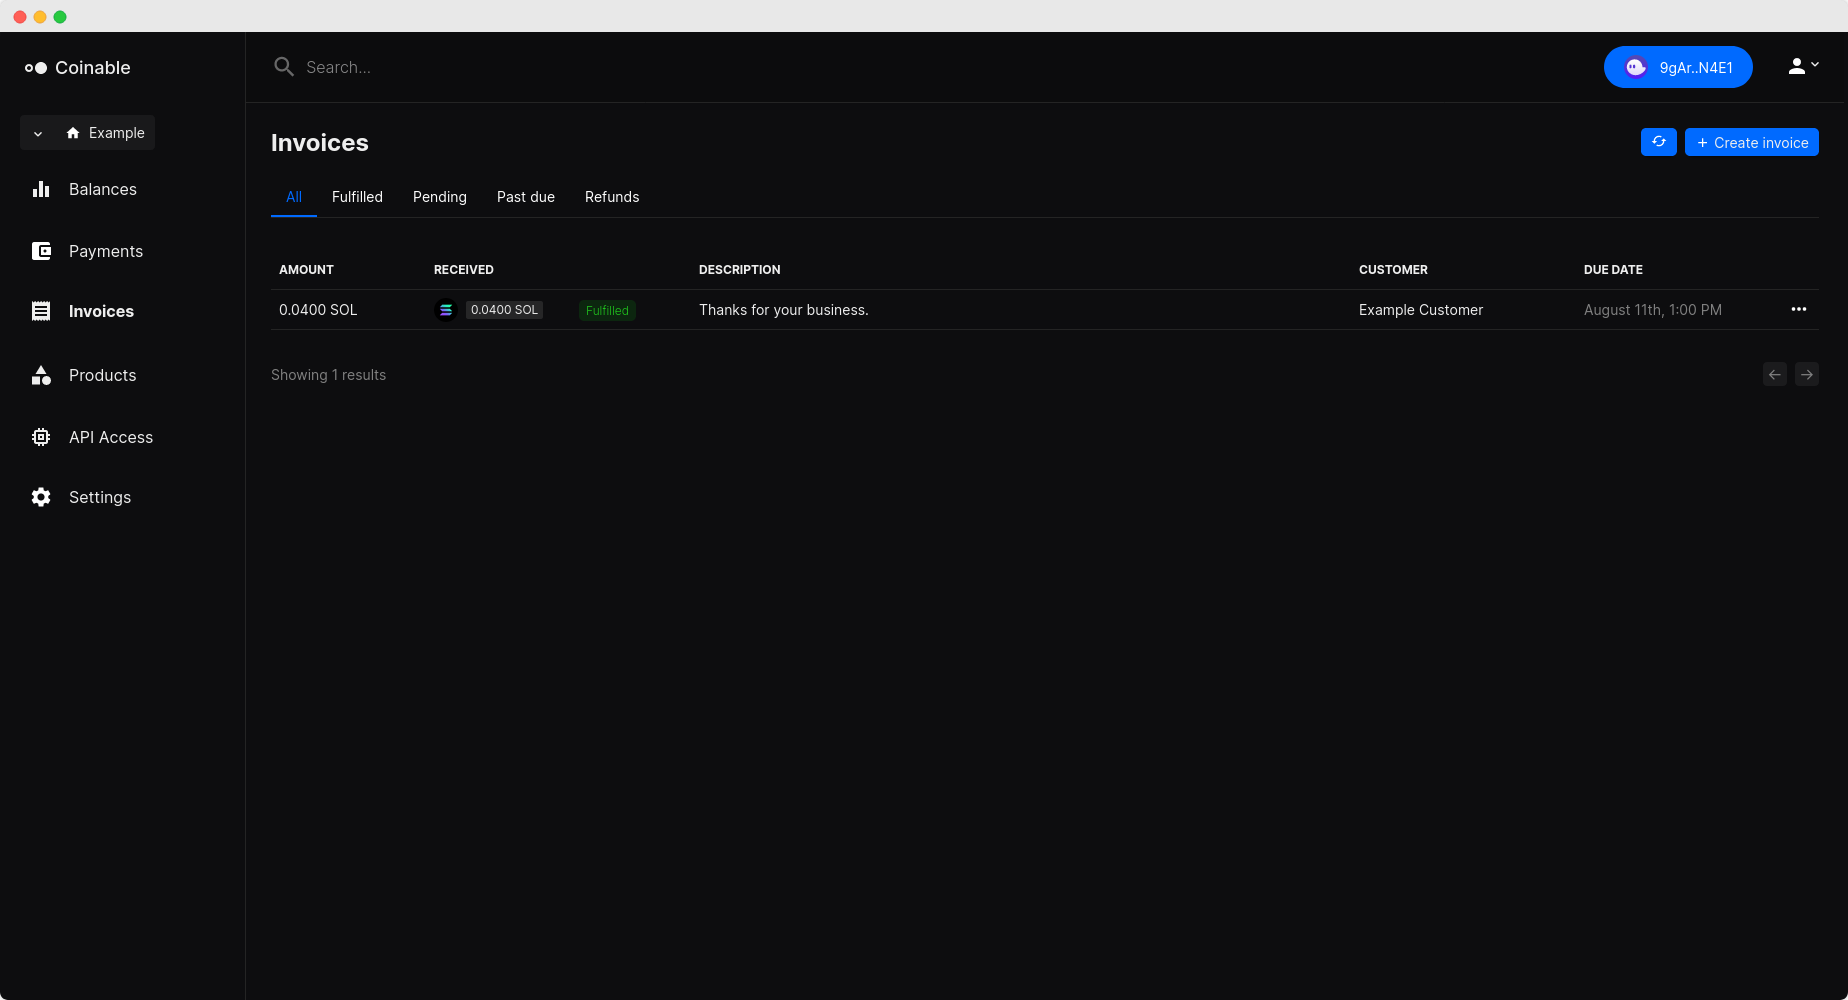 Coinable
Search...
9gAr..N4E1
Example
Balances
Payments
Invoices
Products
API Access
Settings
Invoices
Create invoice
All Fulfilled Pending Past due Refunds
AMOUNT RECEIVED DESCRIPTION CUSTOMER DUE DATE
0.0400 SOL 0.0400 SOL Fulfilled Thanks for your business. Example Customer August 11th, 1:00 PM
Showing 1 results